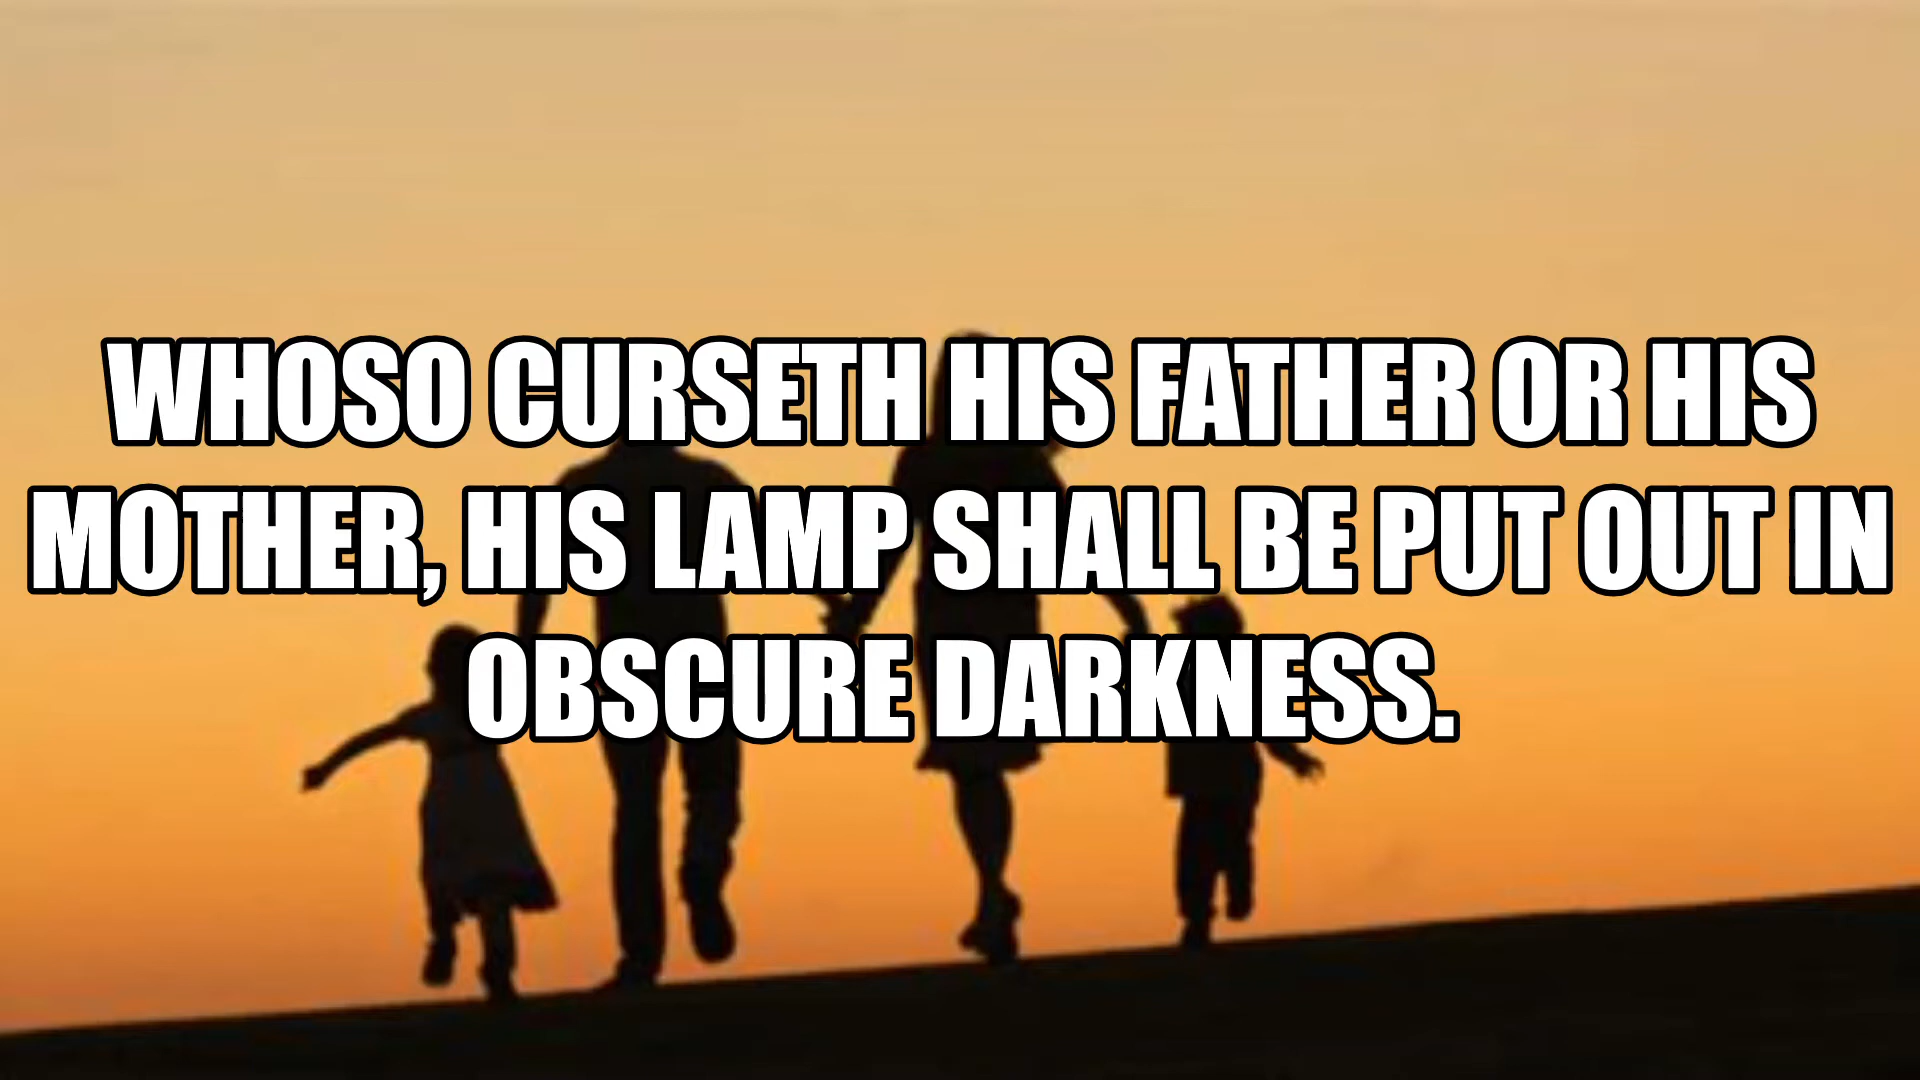 WHOSO CURSETH HIS FATHER OR HIS
MOTHER, HIS LAMP SHALL BE PUT OUT IN
OBSCURE DARKNESS.